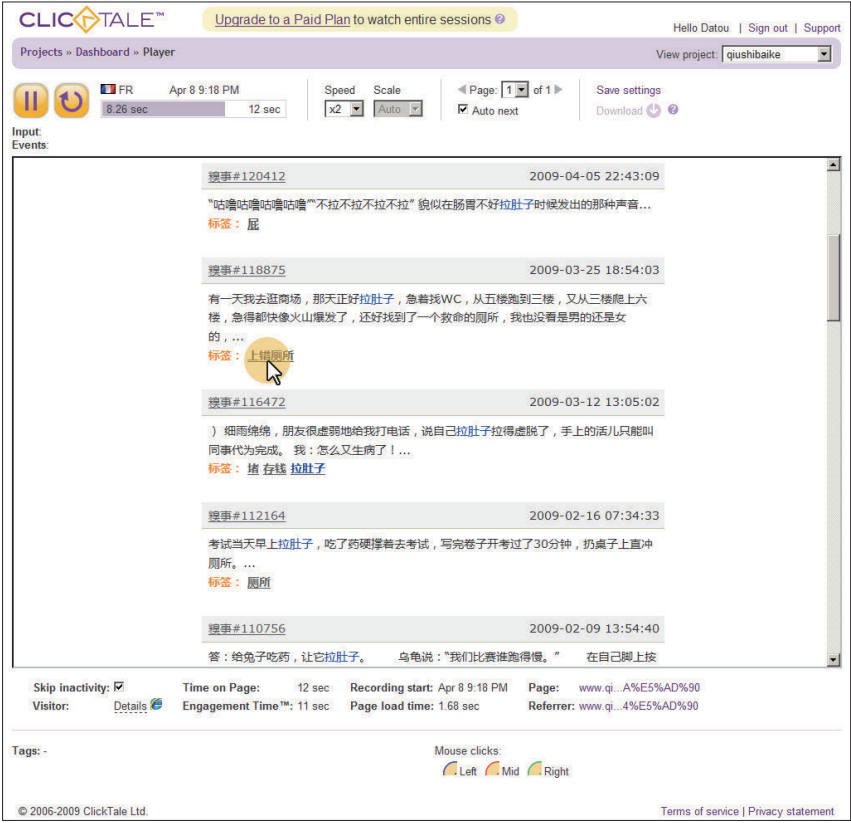 CLICKTALE™
Upgrade to a Paid Plan to watch entire sessions ?
Hello Datou | Sign out | Support
Projects » Dashboard » Player
View project: qiushibaike
FR Apr 8 9:18 PM
8.26 sec 12 sec
Speed Scale
x2 Auto
Page: 1 of 1
Auto next
Save settings
Download ?
Input:
Events:
糗事#120412 2009-04-05 22:43:09
“咕噜咕噜咕噜咕噜”“不拉不拉不拉不拉” 貌似在肠胃不好拉肚子时候发出的那种声音...
标签： 屁
糗事#118875 2009-03-25 18:54:03
有一天我去逛商场，那天正好拉肚子，急着找WC，从五楼跑到三楼，又从三楼爬上六
楼，急得都快像火山爆发了，还好找到了一个救命的厕所，我也没看是男的还是女
的，...
标签： 上错厕所
糗事#116472 2009-03-12 13:05:02
）细雨绵绵，朋友很虚弱地给我打电话，说自己拉肚子拉得虚脱了，手上的活儿只能叫
同事代为完成。 我：怎么又生病了！...
标签： 堵 存钱 拉肚子
糗事#112164 2009-02-16 07:34:33
考试当天早上拉肚子，吃了药硬撑着去考试，写完卷子开考过了30分钟，扔桌子上直冲
厕所。...
标签： 厕所
糗事#110756 2009-02-09 13:54:40
答：给兔子吃药，让它拉肚子。 乌龟说：“我们比赛谁跑得慢。” 在自己脚上按
Skip inactivity: Time on Page: 12 sec Recording start: Apr 8 9:18 PM Page: www.qi...A%E5%AD%90
Visitor: Details Engagement Time™: 11 sec Page load time: 1.68 sec Referrer: www.qi...4%E5%AD%90
Tags: -
Mouse clicks:
Left Mid Right
© 2006-2009 ClickTale Ltd.
Terms of service | Privacy statement